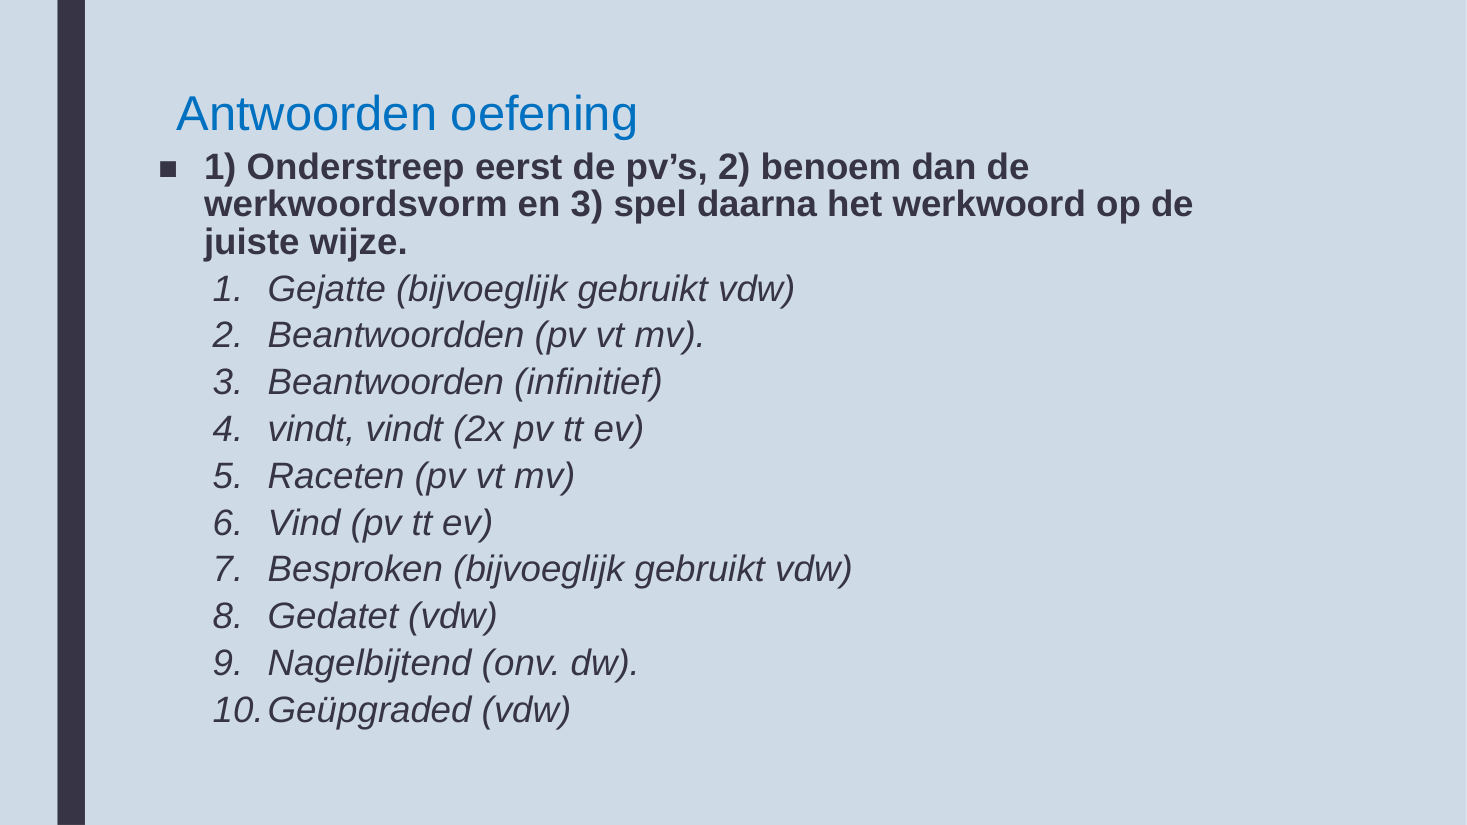 Antwoorden oefening
■ 1) Onderstreep eerst de pv’s, 2) benoem dan de
werkwoordsvorm en 3) spel daarna het werkwoord op de
juiste wijze.
1. Gejatte (bijvoeglijk gebruikt vdw)
2. Beantwoordden (pv vt mv).
3. Beantwoorden (infinitief)
4. vindt, vindt (2x pv tt ev)
5. Raceten (pv vt mv)
6. Vind (pv tt ev)
7. Besproken (bijvoeglijk gebruikt vdw)
8. Gedatet (vdw)
9. Nagelbijtend (onv. dw).
10. Geüpgraded (vdw)